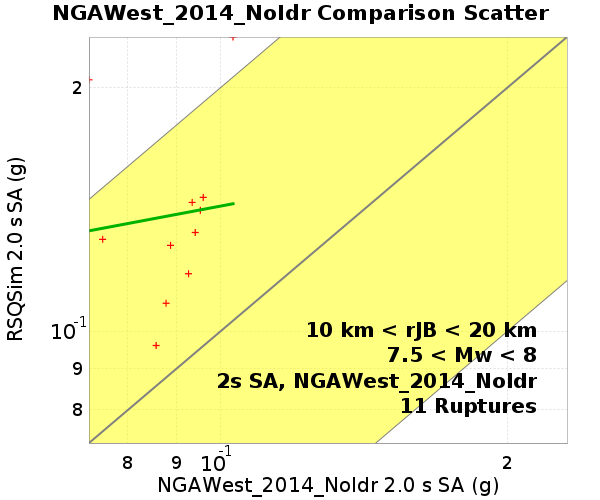 NGAWest_2014_NoIdr Comparison Scatter
RSQSim 2.0 s SA (g)
2
10-1
9
8
10 km < rJB < 20 km
7.5 < Mw < 8
2s SA, NGAWest_2014_NoIdr
11 Ruptures
8 9 10-1 2
NGAWest_2014_NoIdr 2.0 s SA (g)